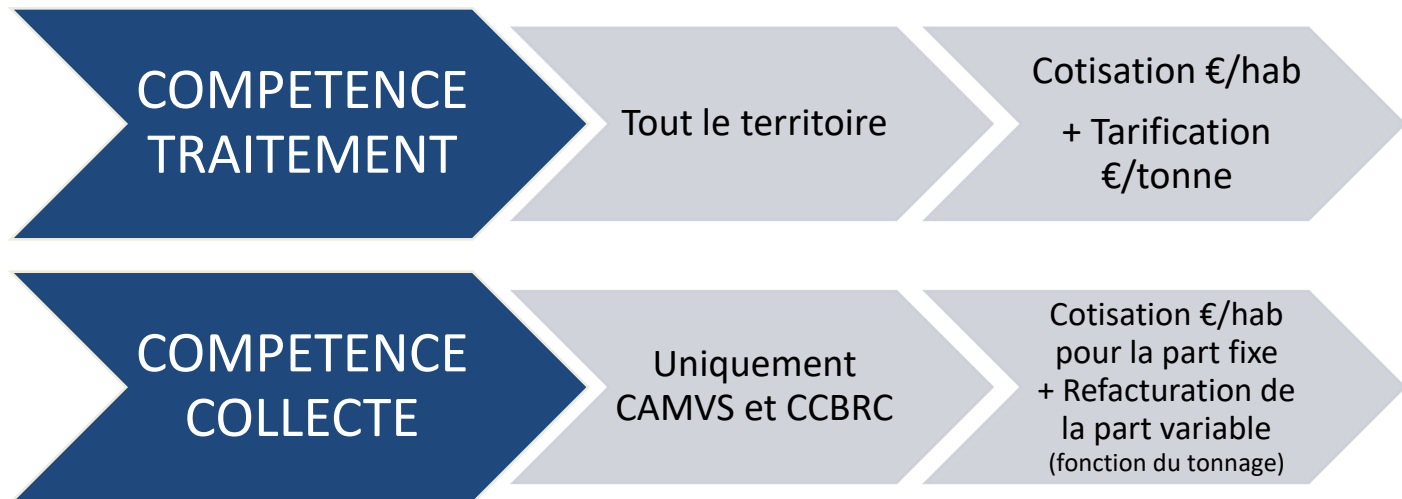 COMPETENCE
TRAITEMENT
Tout le territoire
Cotisation €/hab
+ Tarification
€/tonne
COMPETENCE
COLLECTE
Uniquement
CAMVS et CCBRC
Cotisation €/hab
pour la part fixe
+ Refacturation de
la part variable
(fonction du tonnage)